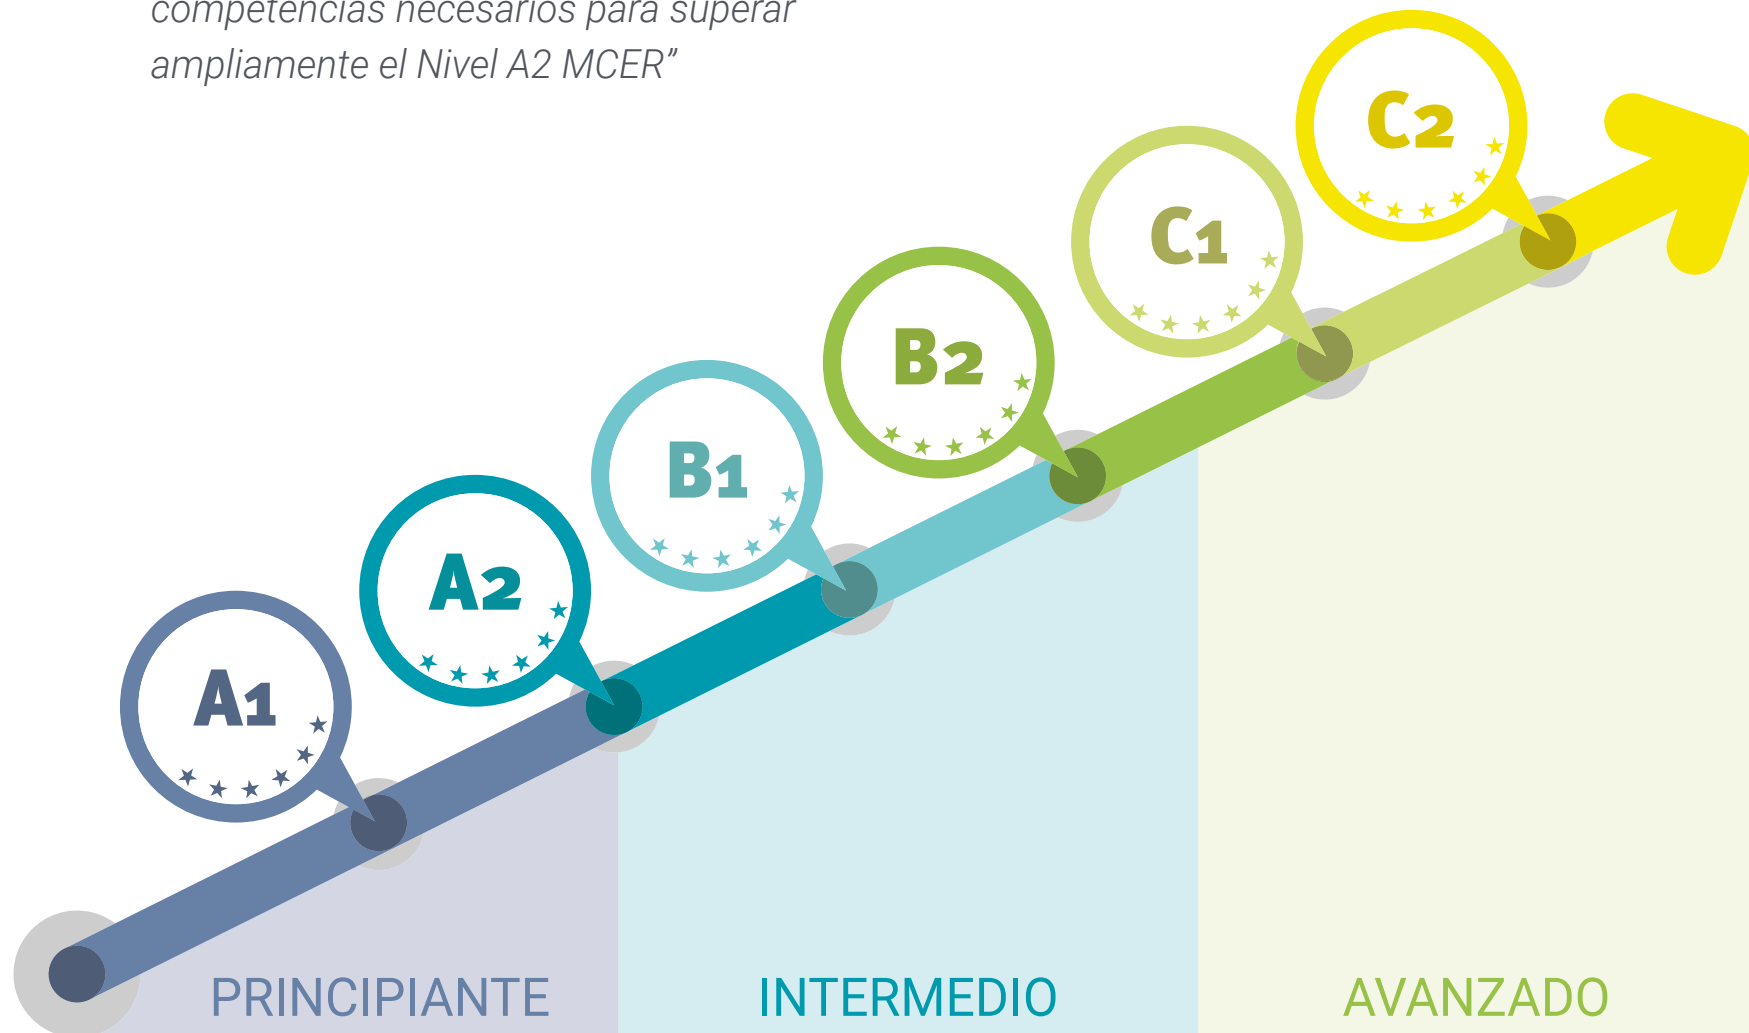 competencias necesarios para superar
ampliamente el Nivel A2 MCER”
C2
C1
B2
B1
A2
A1
PRINCIPIANTE
INTERMEDIO
AVANZADO